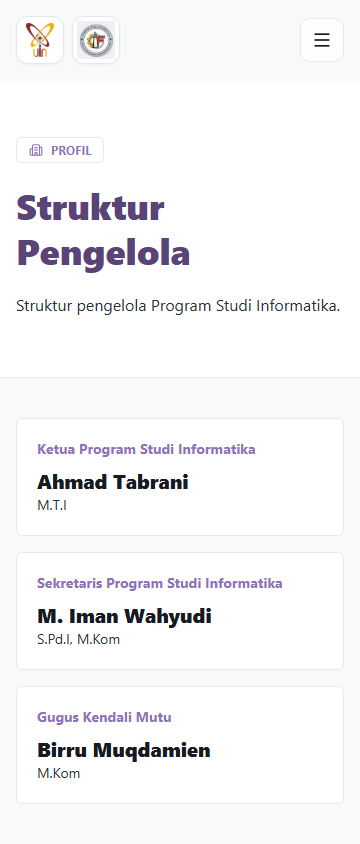 PROFIL
Struktur
Pengelola
Struktur pengelola Program Studi Informatika.
Ketua Program Studi Informatika
Ahmad Tabrani
M.T.I
Sekretaris Program Studi Informatika
M. Iman Wahyudi
S.Pd.I, M.Kom
Gugus Kendali Mutu
Birru Muqdamien
M.Kom